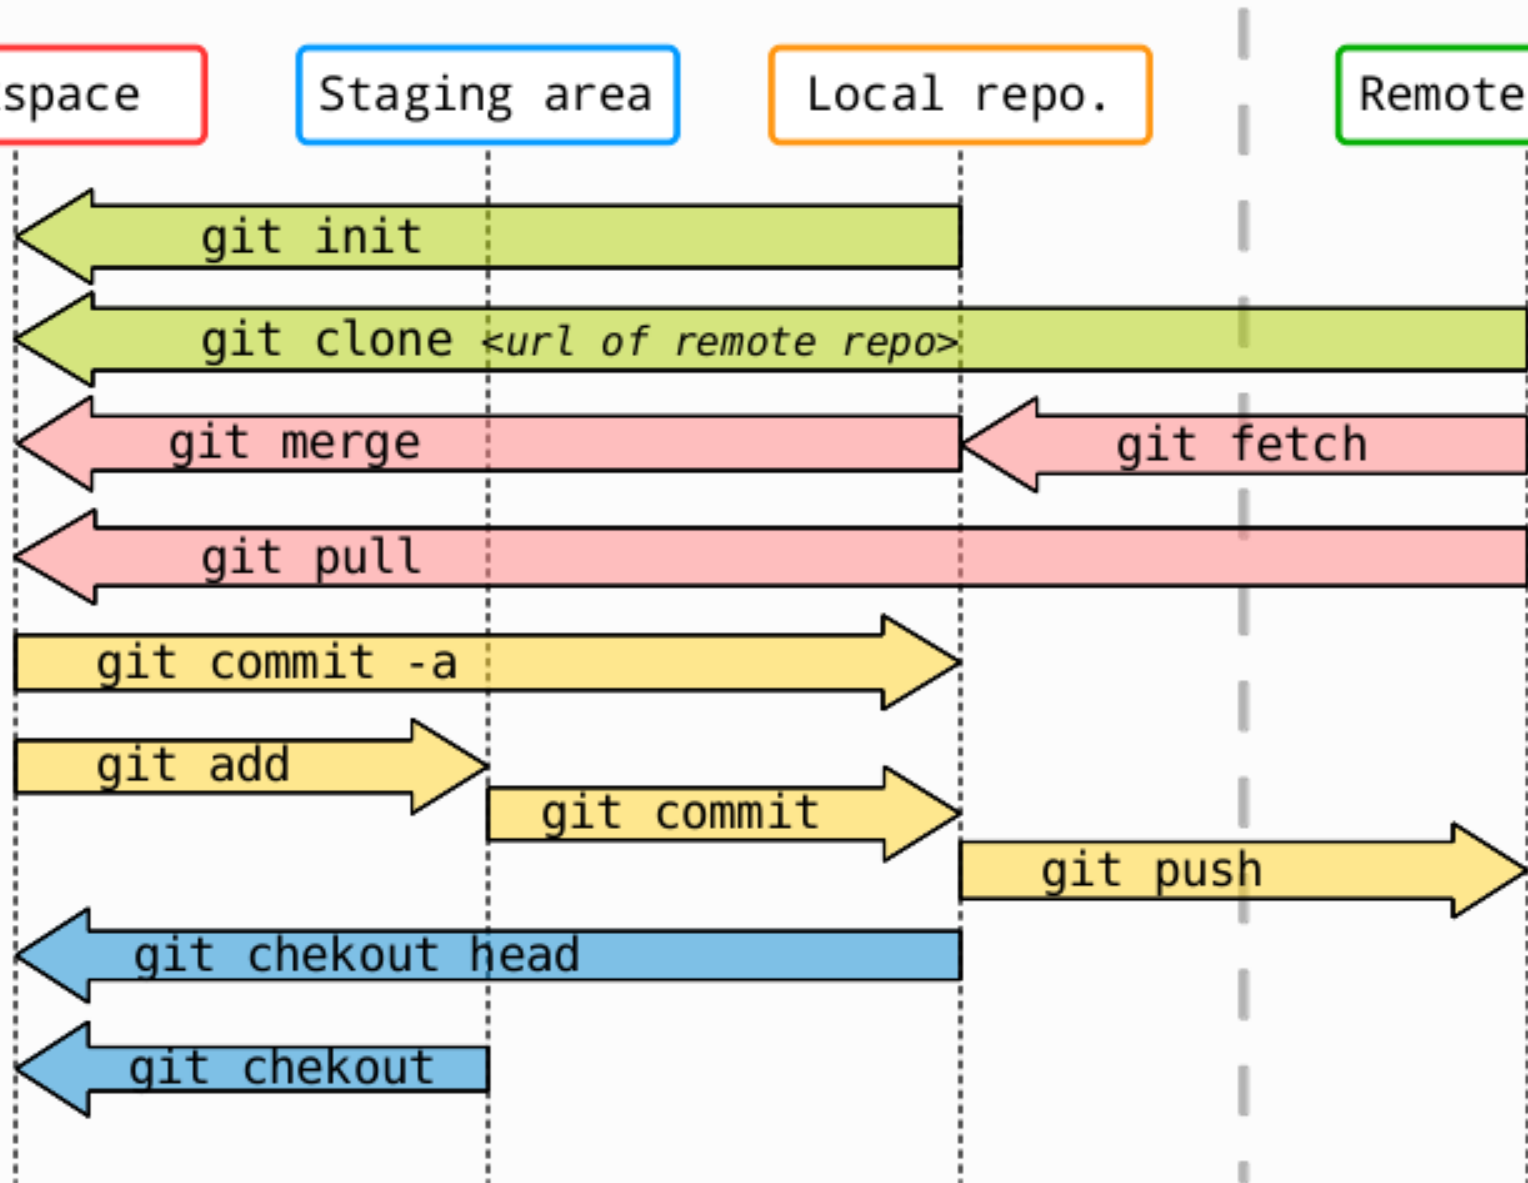 space
Staging area
Local repo.
Remote
git init
git clone <url of remote repo>
git merge
git fetch
git pull
git commit -a
git add
git commit
git push
git chekout head
git chekout